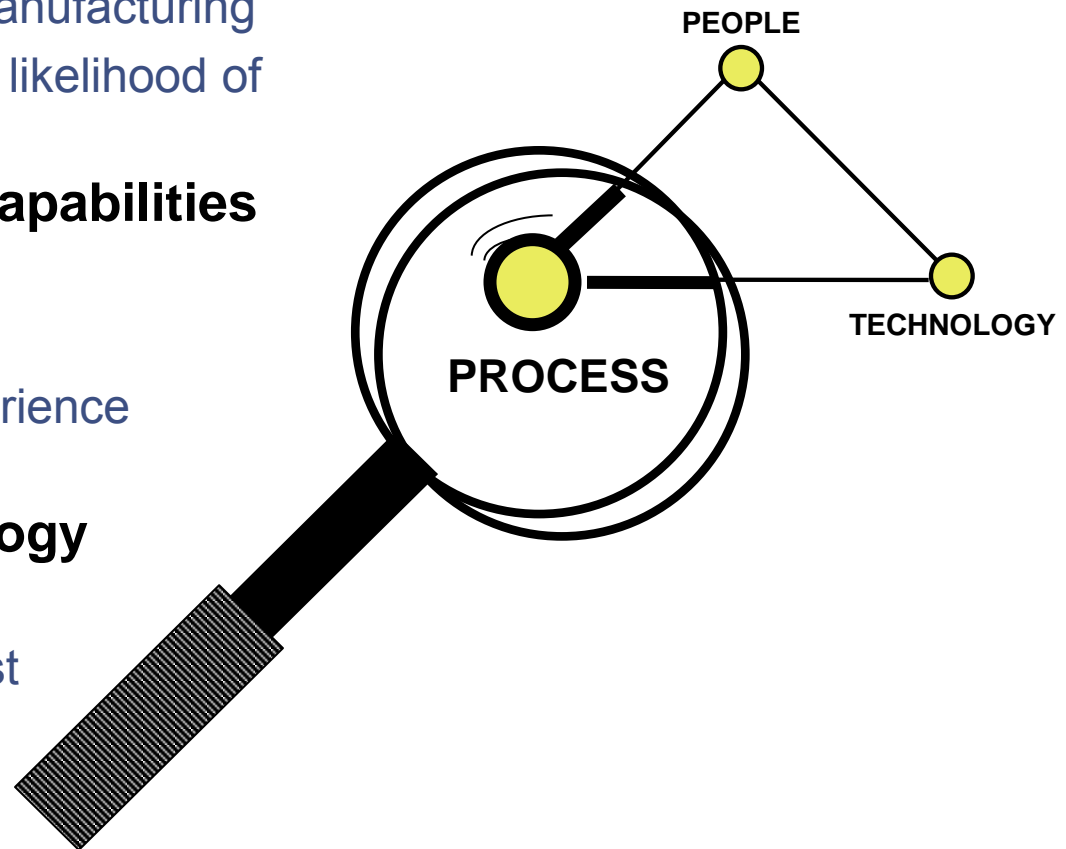 anufacturing
likelihood of
apabilities
rience
ogy
st
PEOPLE
TECHNOLOGY
PROCESS